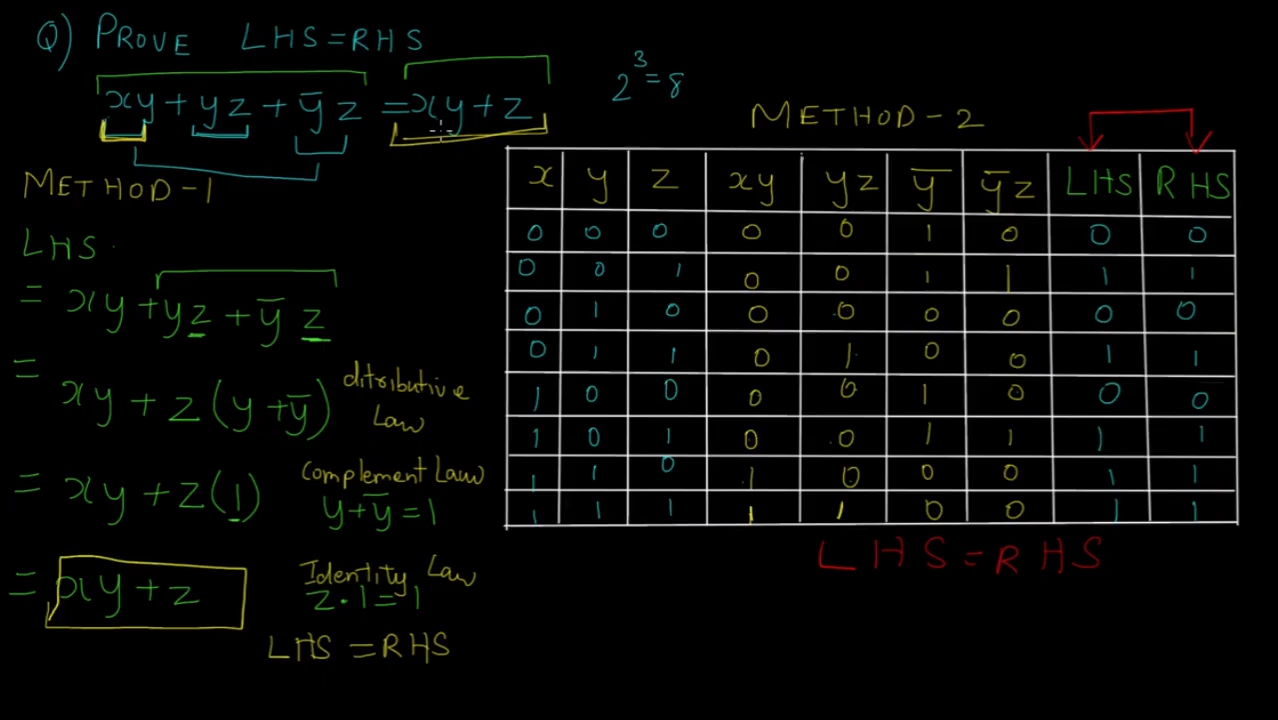 Q) PROVE LHS=RHS
xy + yz + y̅z = xy+z
2³=8
METHOD-1
LHS
= xy+yz+y̅z
= xy+z(y+y̅) ditributive Law
= xy+z(1) Complement Law
y+y̅=1
= xy+z Identity Law
z·1=1
LHS=RHS
METHOD-2
x y z xy yz y̅ y̅z LHS RHS
0 0 0 0 0 1 0 0 0
0 0 1 0 0 1 1 1 1
0 1 0 0 0 0 0 0 0
0 1 1 0 1 0 0 1 1
1 0 0 0 0 1 0 0 0
1 0 1 0 0 1 1 1 1
1 1 0 1 0 0 0 1 1
1 1 1 1 1 0 0 1 1
LHS=RHS